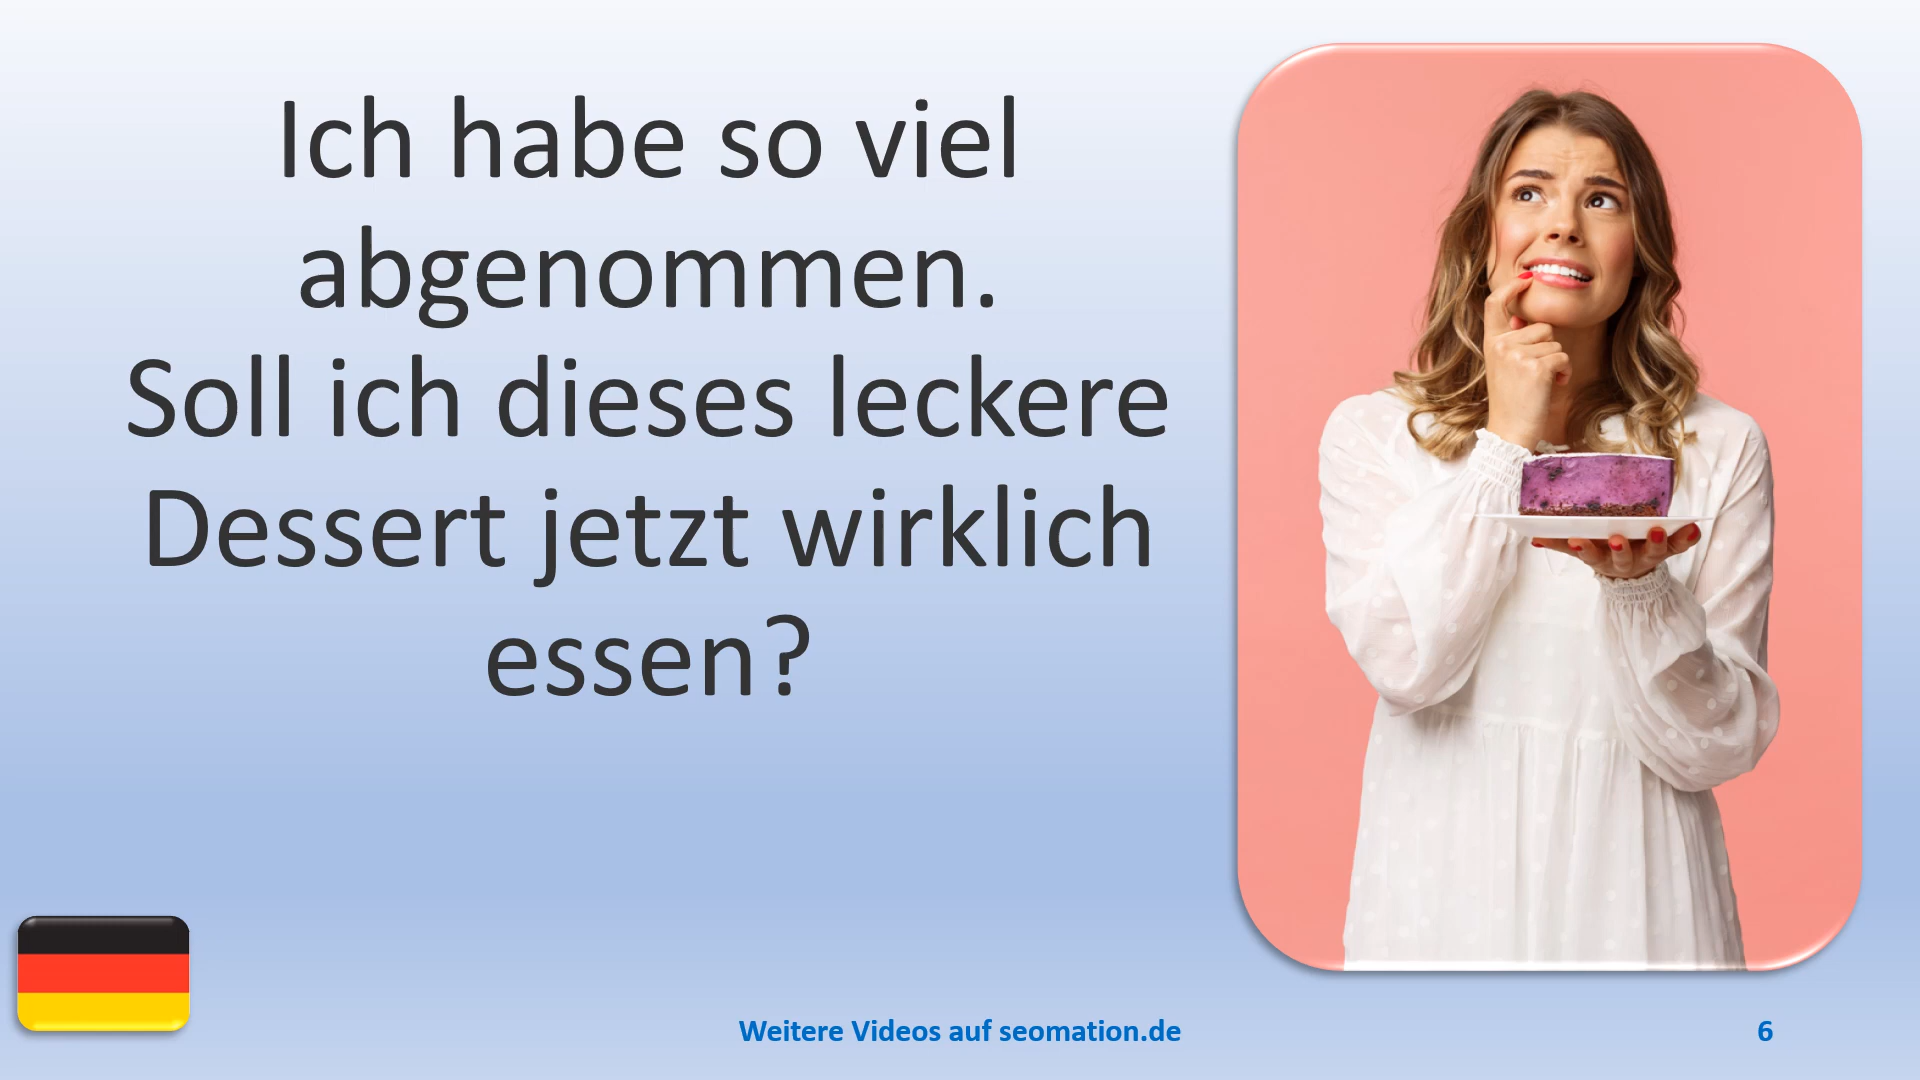 Ich habe so viel
abgenommen.
Soll ich dieses leckere
Dessert jetzt wirklich
essen?
Weitere Videos auf seomation.de
6